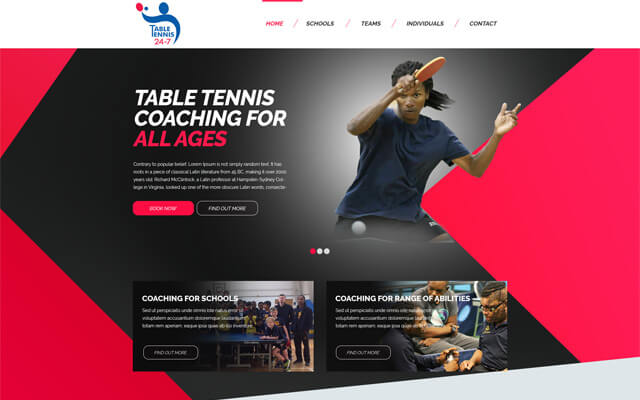 TABLE
TENNIS
24-7
HOME / SCHOOLS / TEAMS / INDIVIDUALS / CONTACT
TABLE TENNIS
COACHING FOR
ALL AGES
Contrary to popular belief, Lorem Ipsum is not simply random text. It has
roots in a piece of classical Latin literature from 45 BC, making it over 2000
years old. Richard McClintock, a Latin professor at Hampden-Sydney Col-
lege in Virginia, looked up one of the more obscure Latin words, consecte-
BOOK NOW
FIND OUT MORE
COACHING FOR SCHOOLS
Sed ut perspiciatis unde omnis iste natus error sit
voluptatem accusantium doloremque laudantium,
totam rem aperiam, eaque ipsa quae ab illo inventore
FIND OUT MORE
COACHING FOR RANGE OF ABILITIES
Sed ut perspiciatis unde omnis iste natus error sit
voluptatem accusantium doloremque laudantium,
totam rem aperiam, eaque ipsa quae ab illo
FIND OUT MORE